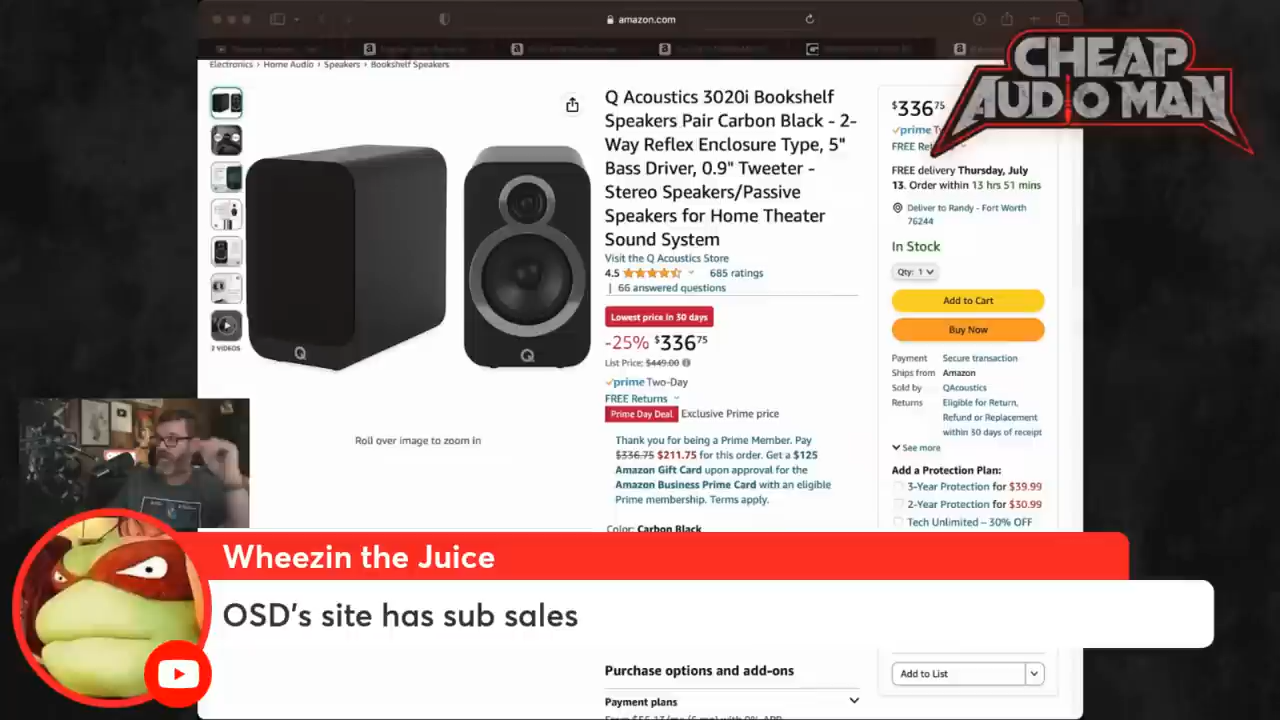 amazon.com
CHEAP
AUDIO MAN
Electronics › Home Audio › Speakers › Bookshelf Speakers
Q Acoustics 3020i Bookshelf
Speakers Pair Carbon Black - 2-
Way Reflex Enclosure Type, 5"
Bass Driver, 0.9" Tweeter -
Stereo Speakers/Passive
Speakers for Home Theater
Sound System
Visit the Q Acoustics Store
4.5 685 ratings
| 66 answered questions
Lowest price in 30 days
-25% $336 75
List Price: $449.00
prime Two-Day
FREE Returns
Prime Day Deal Exclusive Prime price
Thank you for being a Prime Member. Pay
$336.75 $211.75 for this order. Get a $125
Amazon Gift Card upon approval for the
Amazon Business Prime Card with an eligible
Prime membership. Terms apply.
Color: Carbon Black
3 VIDEOS
Roll over image to zoom in
Q
Q
$336 75
prime
FREE
FREE delivery Thursday, July
13. Order within 13 hrs 51 mins
Deliver to Randy - Fort Worth
76244
In Stock
Qty: 1
Add to Cart
Buy Now
Payment Secure transaction
Ships from Amazon
Sold by QAcoustics
Returns Eligible for Return,
Refund or Replacement
within 30 days of receipt
See more
Add a Protection Plan:
3-Year Protection for $39.99
2-Year Protection for $30.99
Tech Unlimited – 30% OFF
Wheezin the Juice
OSD's site has sub sales
Purchase options and add-ons
Payment plans
Add to List